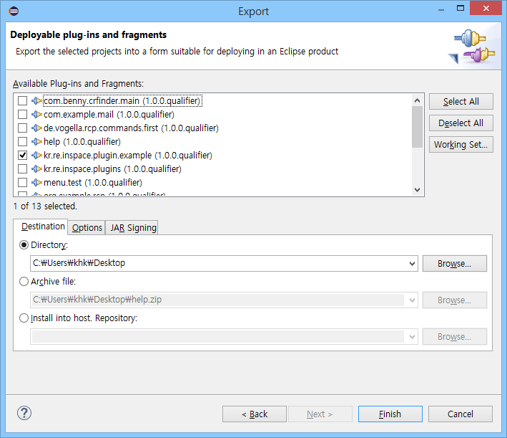 Export
Deployable plug-ins and fragments
Export the selected projects into a form suitable for deploying in an Eclipse product
Available Plug-ins and Fragments:
com.benny.crfinder.main (1.0.0.qualifier)
com.example.mail (1.0.0.qualifier)
de.vogella.rcp.commands.first (1.0.0.qualifier)
help (1.0.0.qualifier)
kr.re.inspace.plugin.example (1.0.0.qualifier)
kr.re.inspace.plugins (1.0.0.qualifier)
menu.test (1.0.0.qualifier)
Select All
Deselect All
Working Set...
1 of 13 selected.
Destination Options JAR Signing
Directory:
C:₩Users₩khk₩Desktop
Browse...
Archive file:
C:₩Users₩khk₩Desktop₩help.zip
Browse...
Install into host. Repository:
Browse...
< Back Next > Finish Cancel